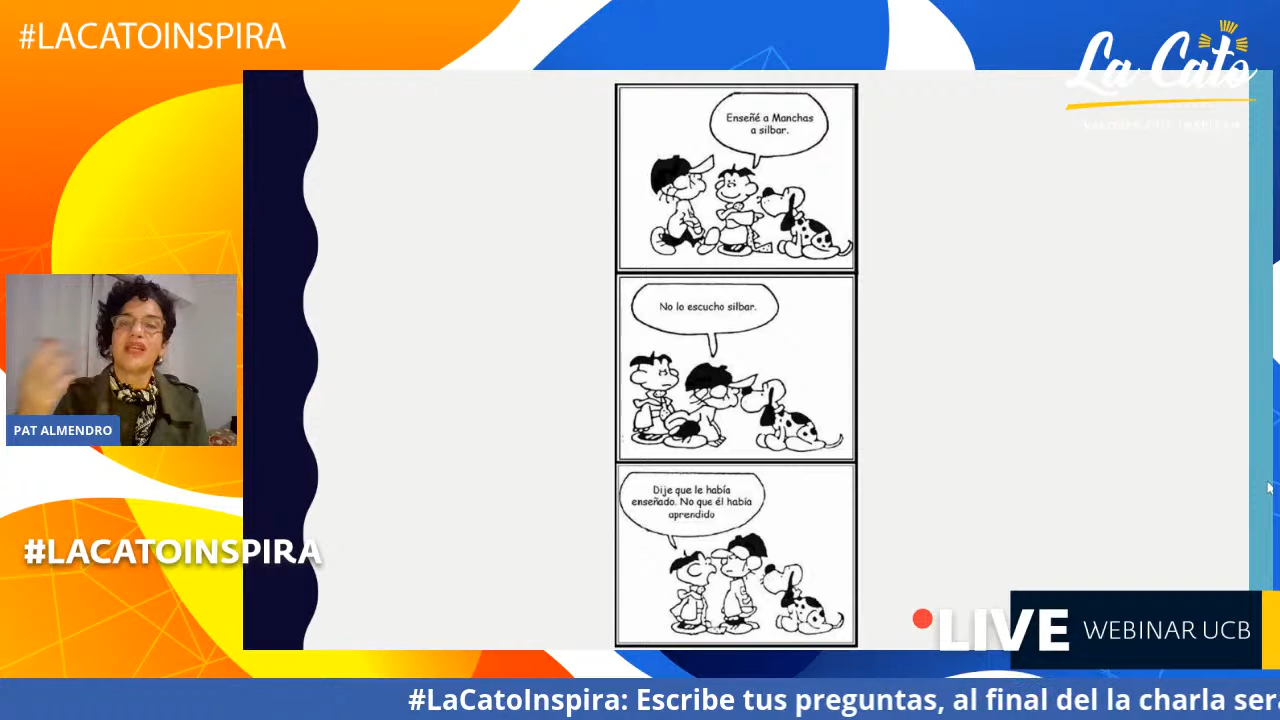 #LACATOINSPIRA
La Cato
Enseñé a Manchas
a silbar.
No lo escucho silbar.
PAT ALMENDRO
Dije que le había
enseñado. No que él había
aprendido
#LACATOINSPIRA
LIVE WEBINAR UCB
#LaCatoInspira: Escribe tus preguntas, al final del la charla ser